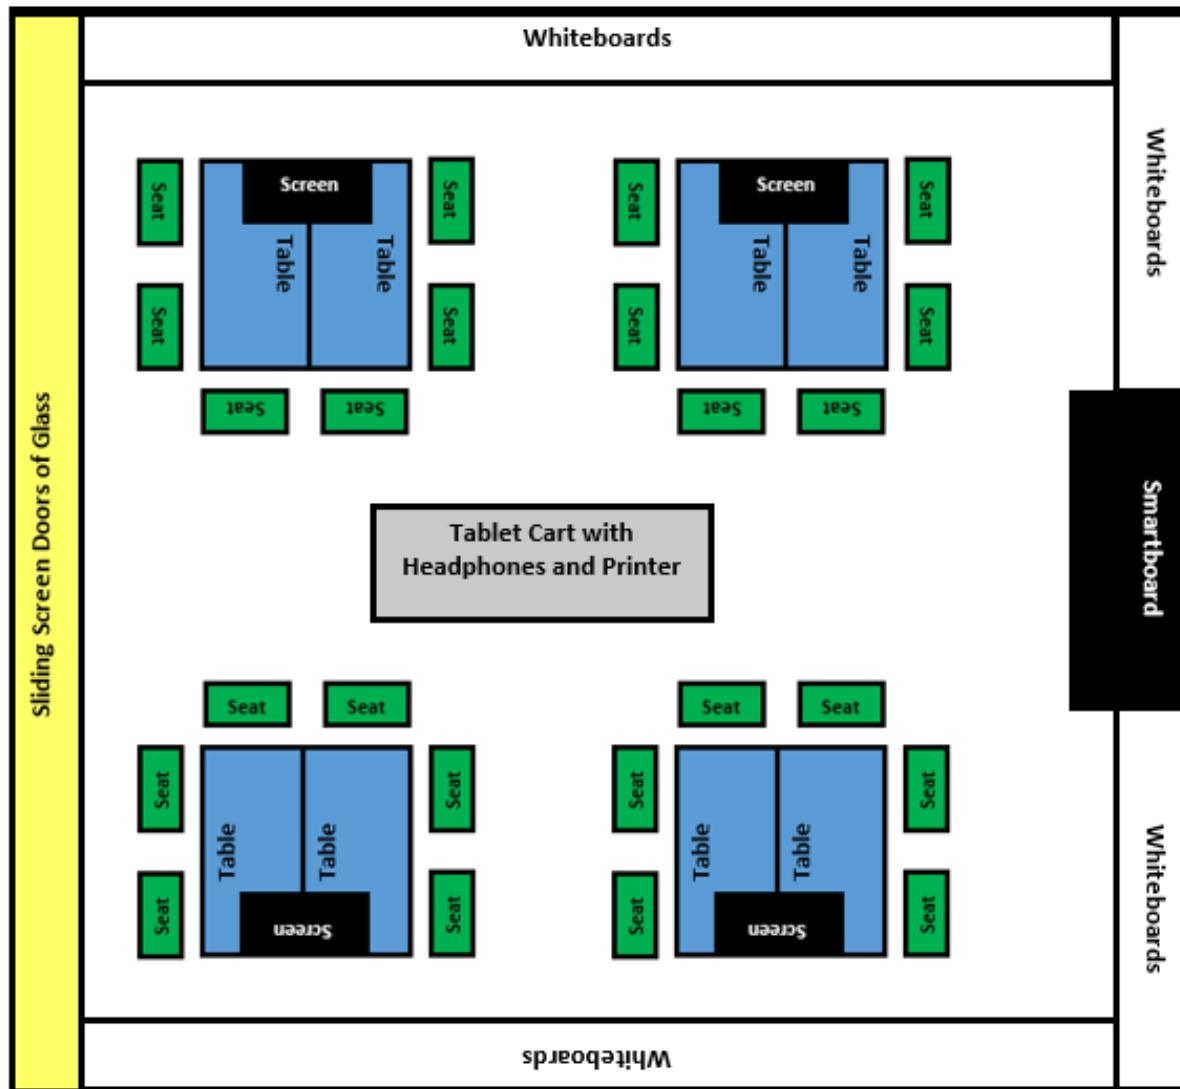 Whiteboards
Sliding Screen Doors of Glass
Seat
Screen
Seat
Seat
Screen
Seat
Whiteboards
Table
Table
Table
Table
Seat
Seat
Seat
Seat
Seat
Seat
Seat
Seat
Tablet Cart with
Headphones and Printer
Smartboard
Seat
Seat
Seat
Seat
Seat
Seat
Seat
Seat
Table
Table
Table
Table
Whiteboards
Seat
Screen
Seat
Seat
Screen
Seat
Whiteboards